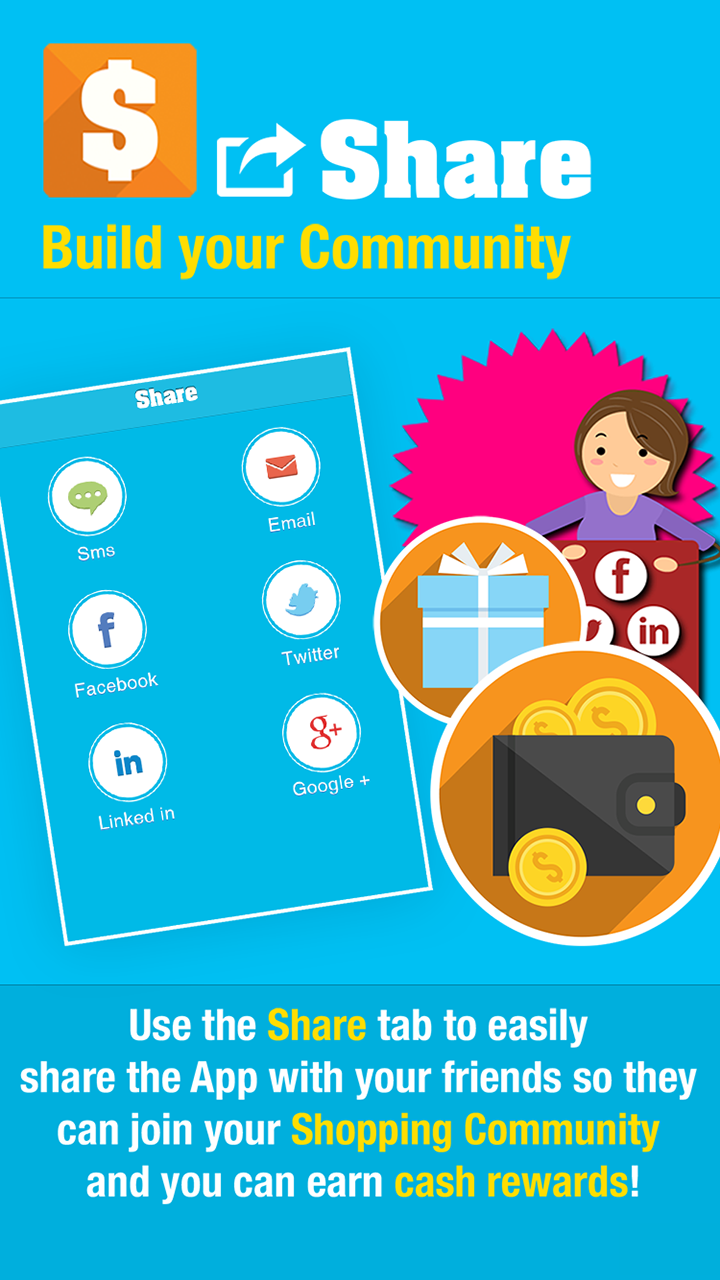 $
Share
Build your Community
Share
Sms
Email
Facebook
Twitter
Linked in
Google +
Use the Share tab to easily
share the App with your friends so they
can join your Shopping Community
and you can earn cash rewards!